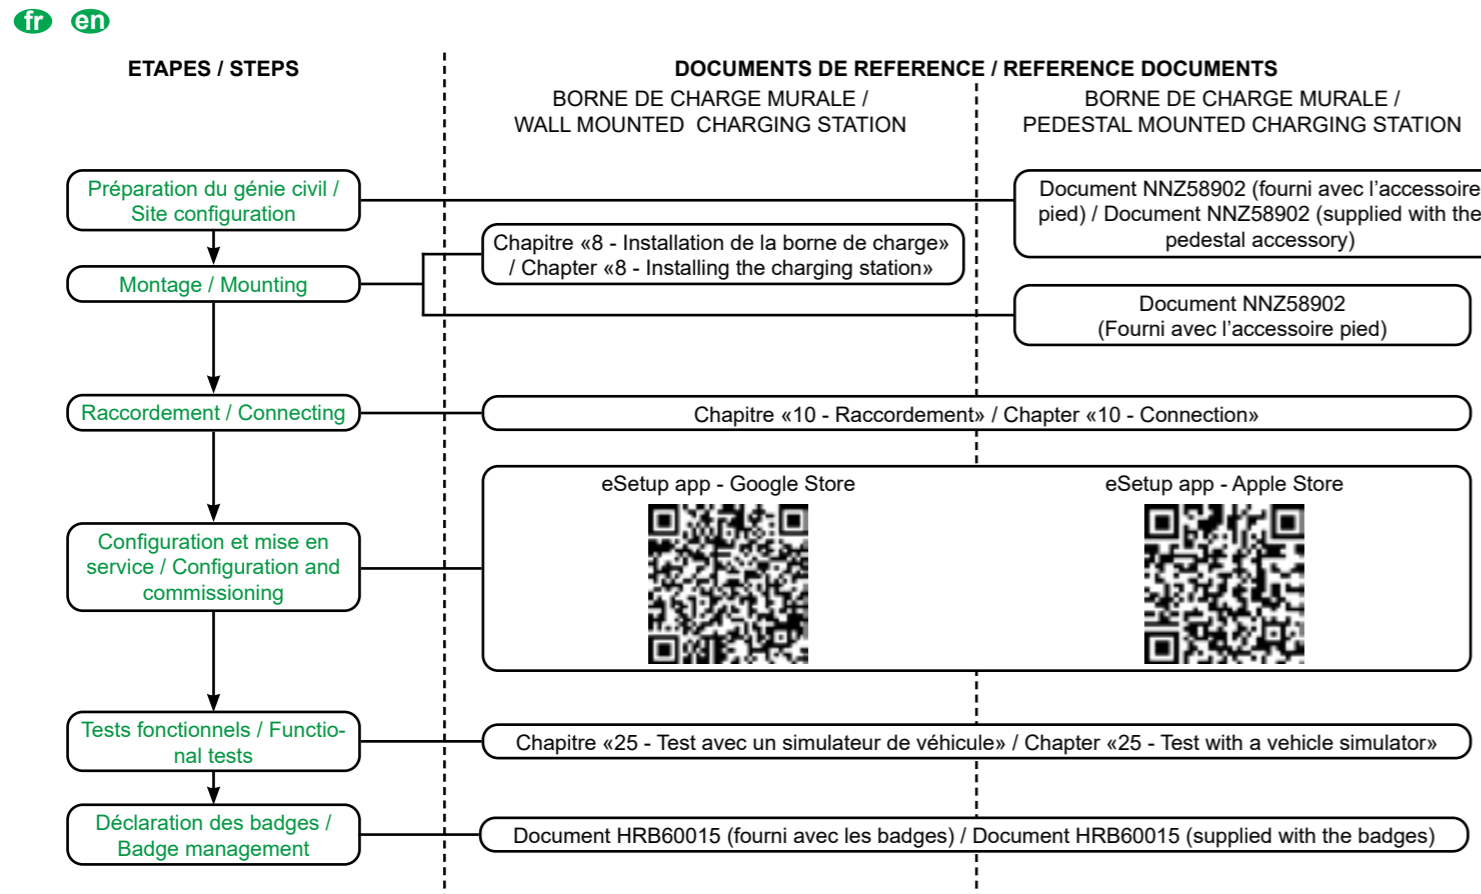 fr en
ETAPES / STEPS
DOCUMENTS DE REFERENCE / REFERENCE DOCUMENTS
BORNE DE CHARGE MURALE /
WALL MOUNTED CHARGING STATION
BORNE DE CHARGE MURALE /
PEDESTAL MOUNTED CHARGING STATION
Préparation du génie civil /
Site configuration
Document NNZ58902 (fourni avec l’accessoire
pied) / Document NNZ58902 (supplied with the
pedestal accessory)
Montage / Mounting
Chapitre «8 - Installation de la borne de charge»
/ Chapter «8 - Installing the charging station»
Document NNZ58902
(Fourni avec l’accessoire pied)
Raccordement / Connecting
Chapitre «10 - Raccordement» / Chapter «10 - Connection»
Configuration et mise en
service / Configuration and
commissioning
eSetup app - Google Store
eSetup app - Apple Store
Tests fonctionnels / Functio-
nal tests
Chapitre «25 - Test avec un simulateur de véhicule» / Chapter «25 - Test with a vehicle simulator»
Déclaration des badges /
Badge management
Document HRB60015 (fourni avec les badges) / Document HRB60015 (supplied with the badges)